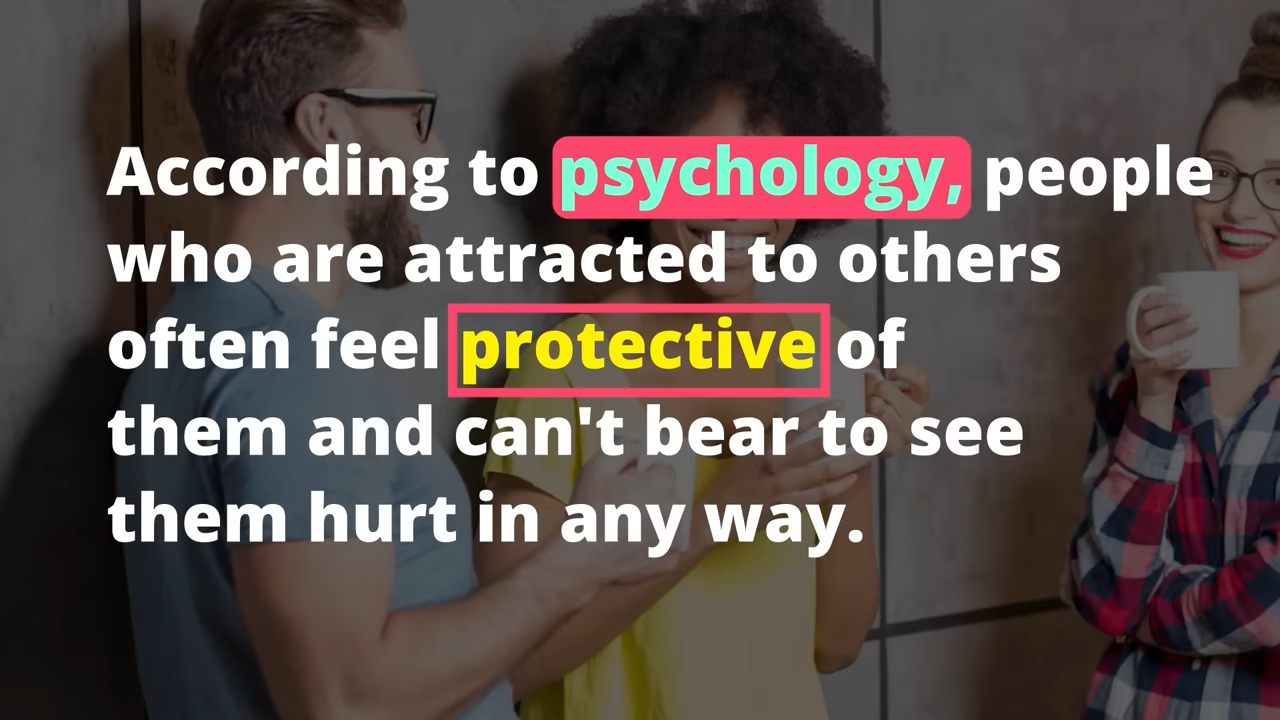 According to psychology, people
who are attracted to others
often feel protective of
them and can't bear to see
them hurt in any way.